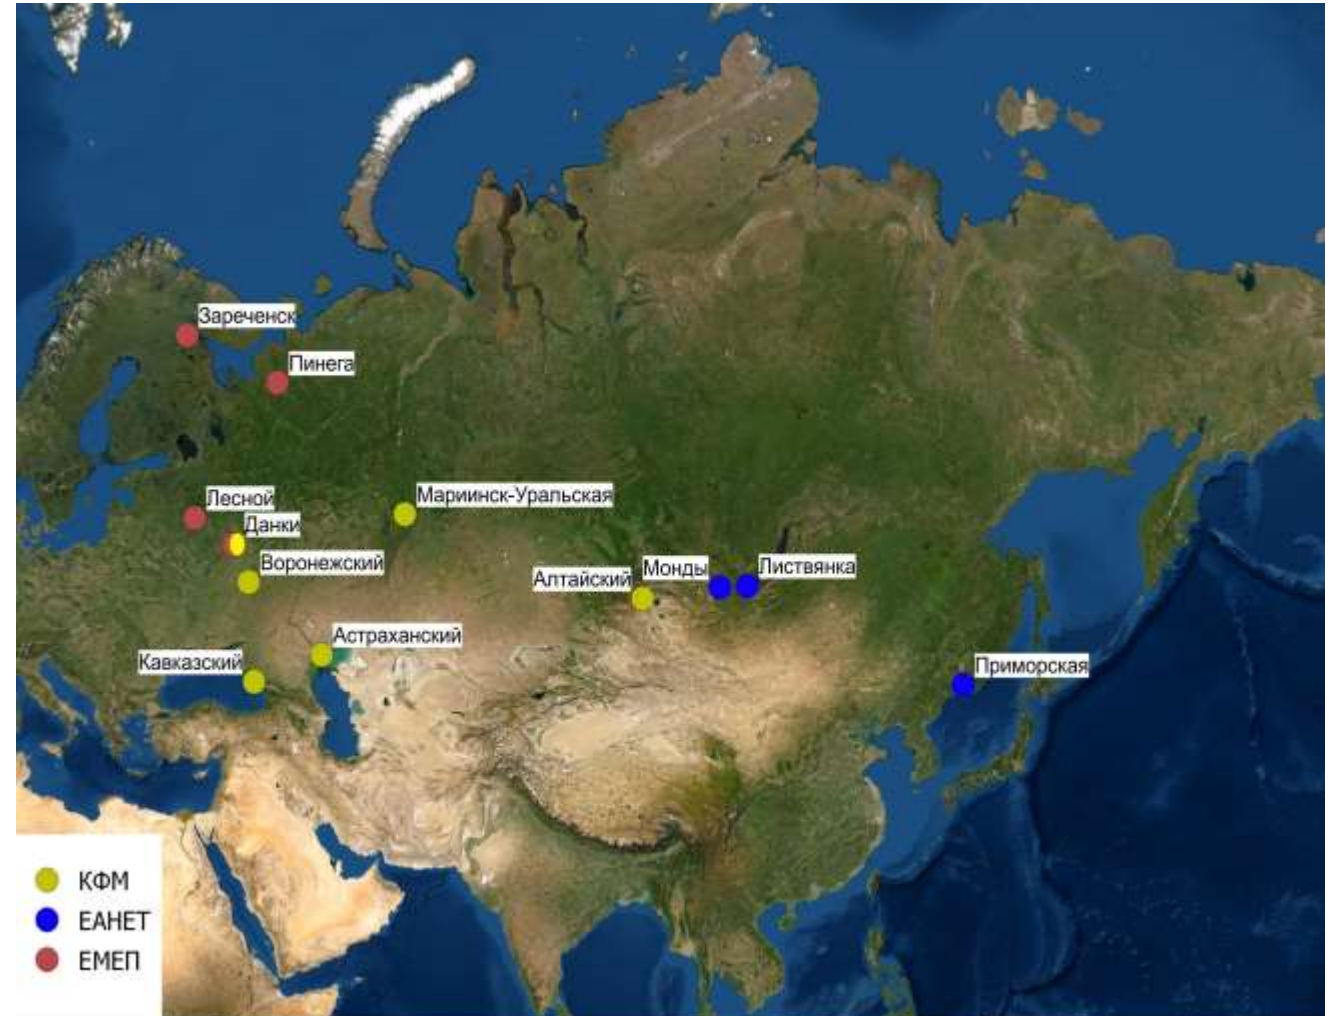 Зареченск
Пинега
Мариинск-Уральская
Лесной
Данки
Воронежский
Алтайский
Монды
Листвянка
Астраханский
Кавказский
Приморская
КФМ
ЕАНЕТ
ЕМЕП